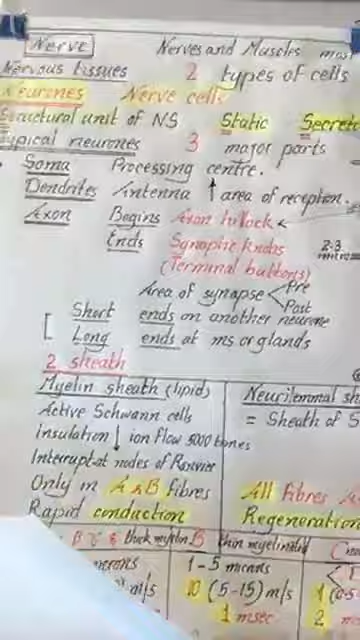 Nerve Nerves and Muscles
Nervous tissues 2 types of cells
Neurones Nerve cells
Structural unit of NS Static
Typical neurones 3 major parts
Soma Processing centre.
Dendrites Antenna ↑ area of reception.
Axon Begins Axon hillock
Ends Synaptic knobs 2-3
(Terminal buttons)
Area of synapse < Pre
Post
[ Short ends on another neurone
Long ends at ms or glands
2 sheath
Myelin sheath (lipid) Neurilemmal
Active Schwann cells = Sheath of
Insulation ↓ ion flow 5000 times
Interrupt at nodes of Ranvier
Only in A & B fibres All Fibres
Rapid conduction Regeneration
thick myelin B thin myelinated C
1-5 microns
m/s 10 (5-15) m/s 1
1 msec 2